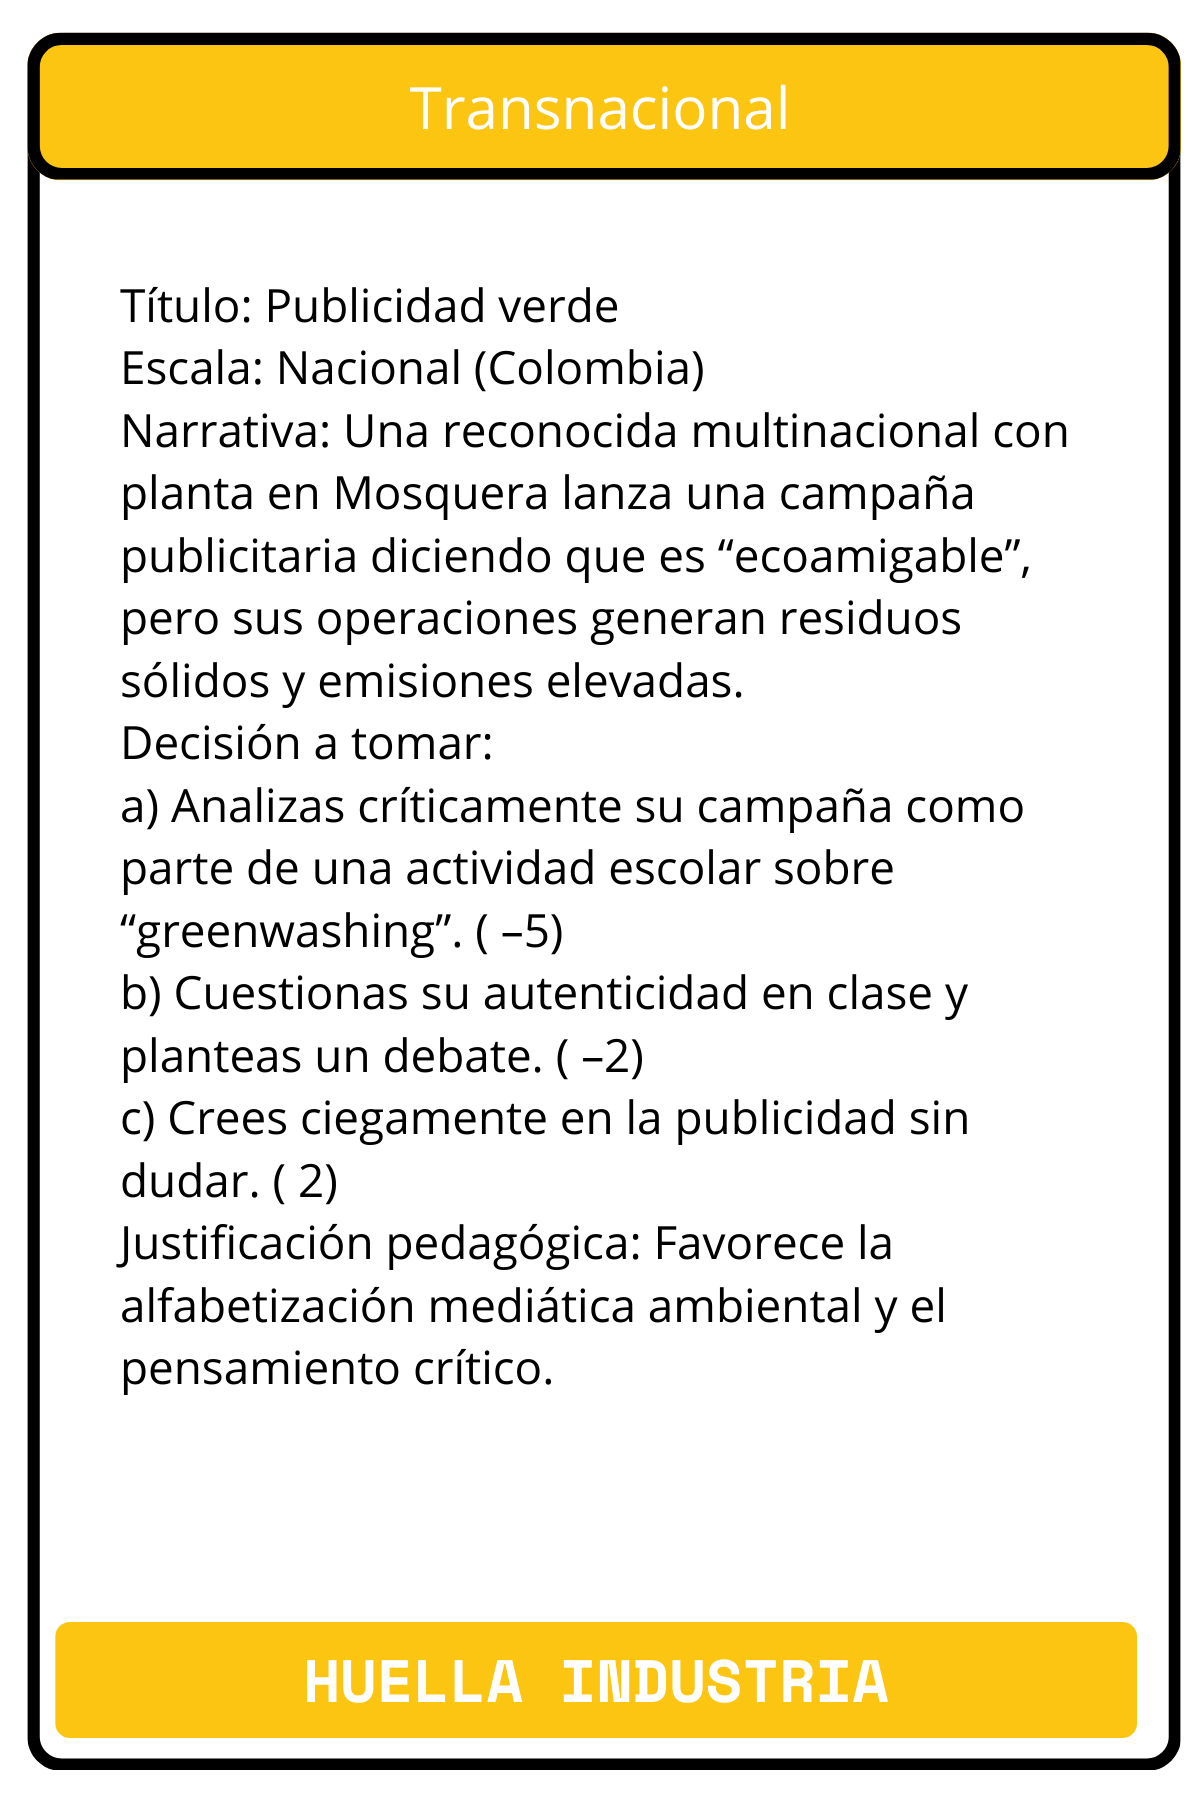 Transnacional
Título: Publicidad verde
Escala: Nacional (Colombia)
Narrativa: Una reconocida multinacional con
planta en Mosquera lanza una campaña
publicitaria diciendo que es “ecoamigable”,
pero sus operaciones generan residuos
sólidos y emisiones elevadas.
Decisión a tomar:
a) Analizas críticamente su campaña como
parte de una actividad escolar sobre
“greenwashing”. ( –5)
b) Cuestionas su autenticidad en clase y
planteas un debate. ( –2)
c) Crees ciegamente en la publicidad sin
dudar. ( 2)
Justificación pedagógica: Favorece la
alfabetización mediática ambiental y el
pensamiento crítico.
HUELLA INDUSTRIA